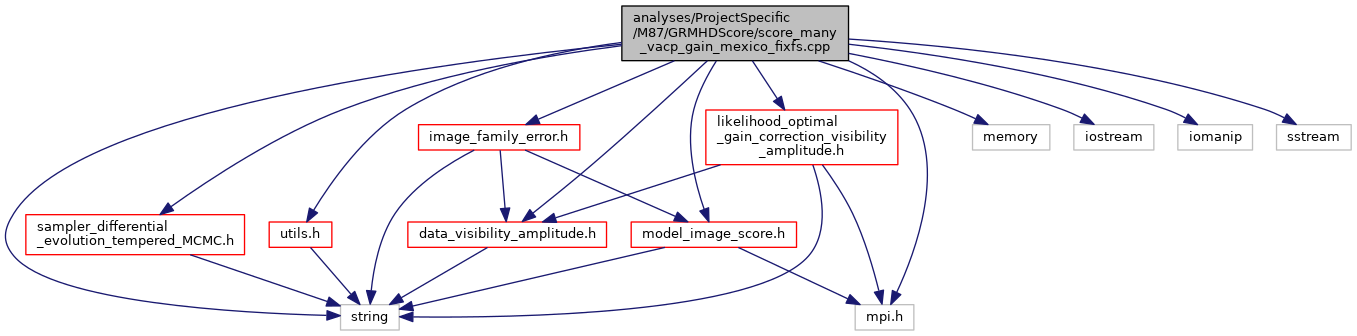 analyses/ProjectSpecific
/M87/GRMHDScore/score_many
_vacp_gain_mexico_fixfs.cpp
image_family_error.h
likelihood_optimal
_gain_correction_visibility
_amplitude.h
memory
iostream
iomanip
sstream
sampler_differential
_evolution_tempered_MCMC.h
utils.h
data_visibility_amplitude.h
model_image_score.h
string
mpi.h